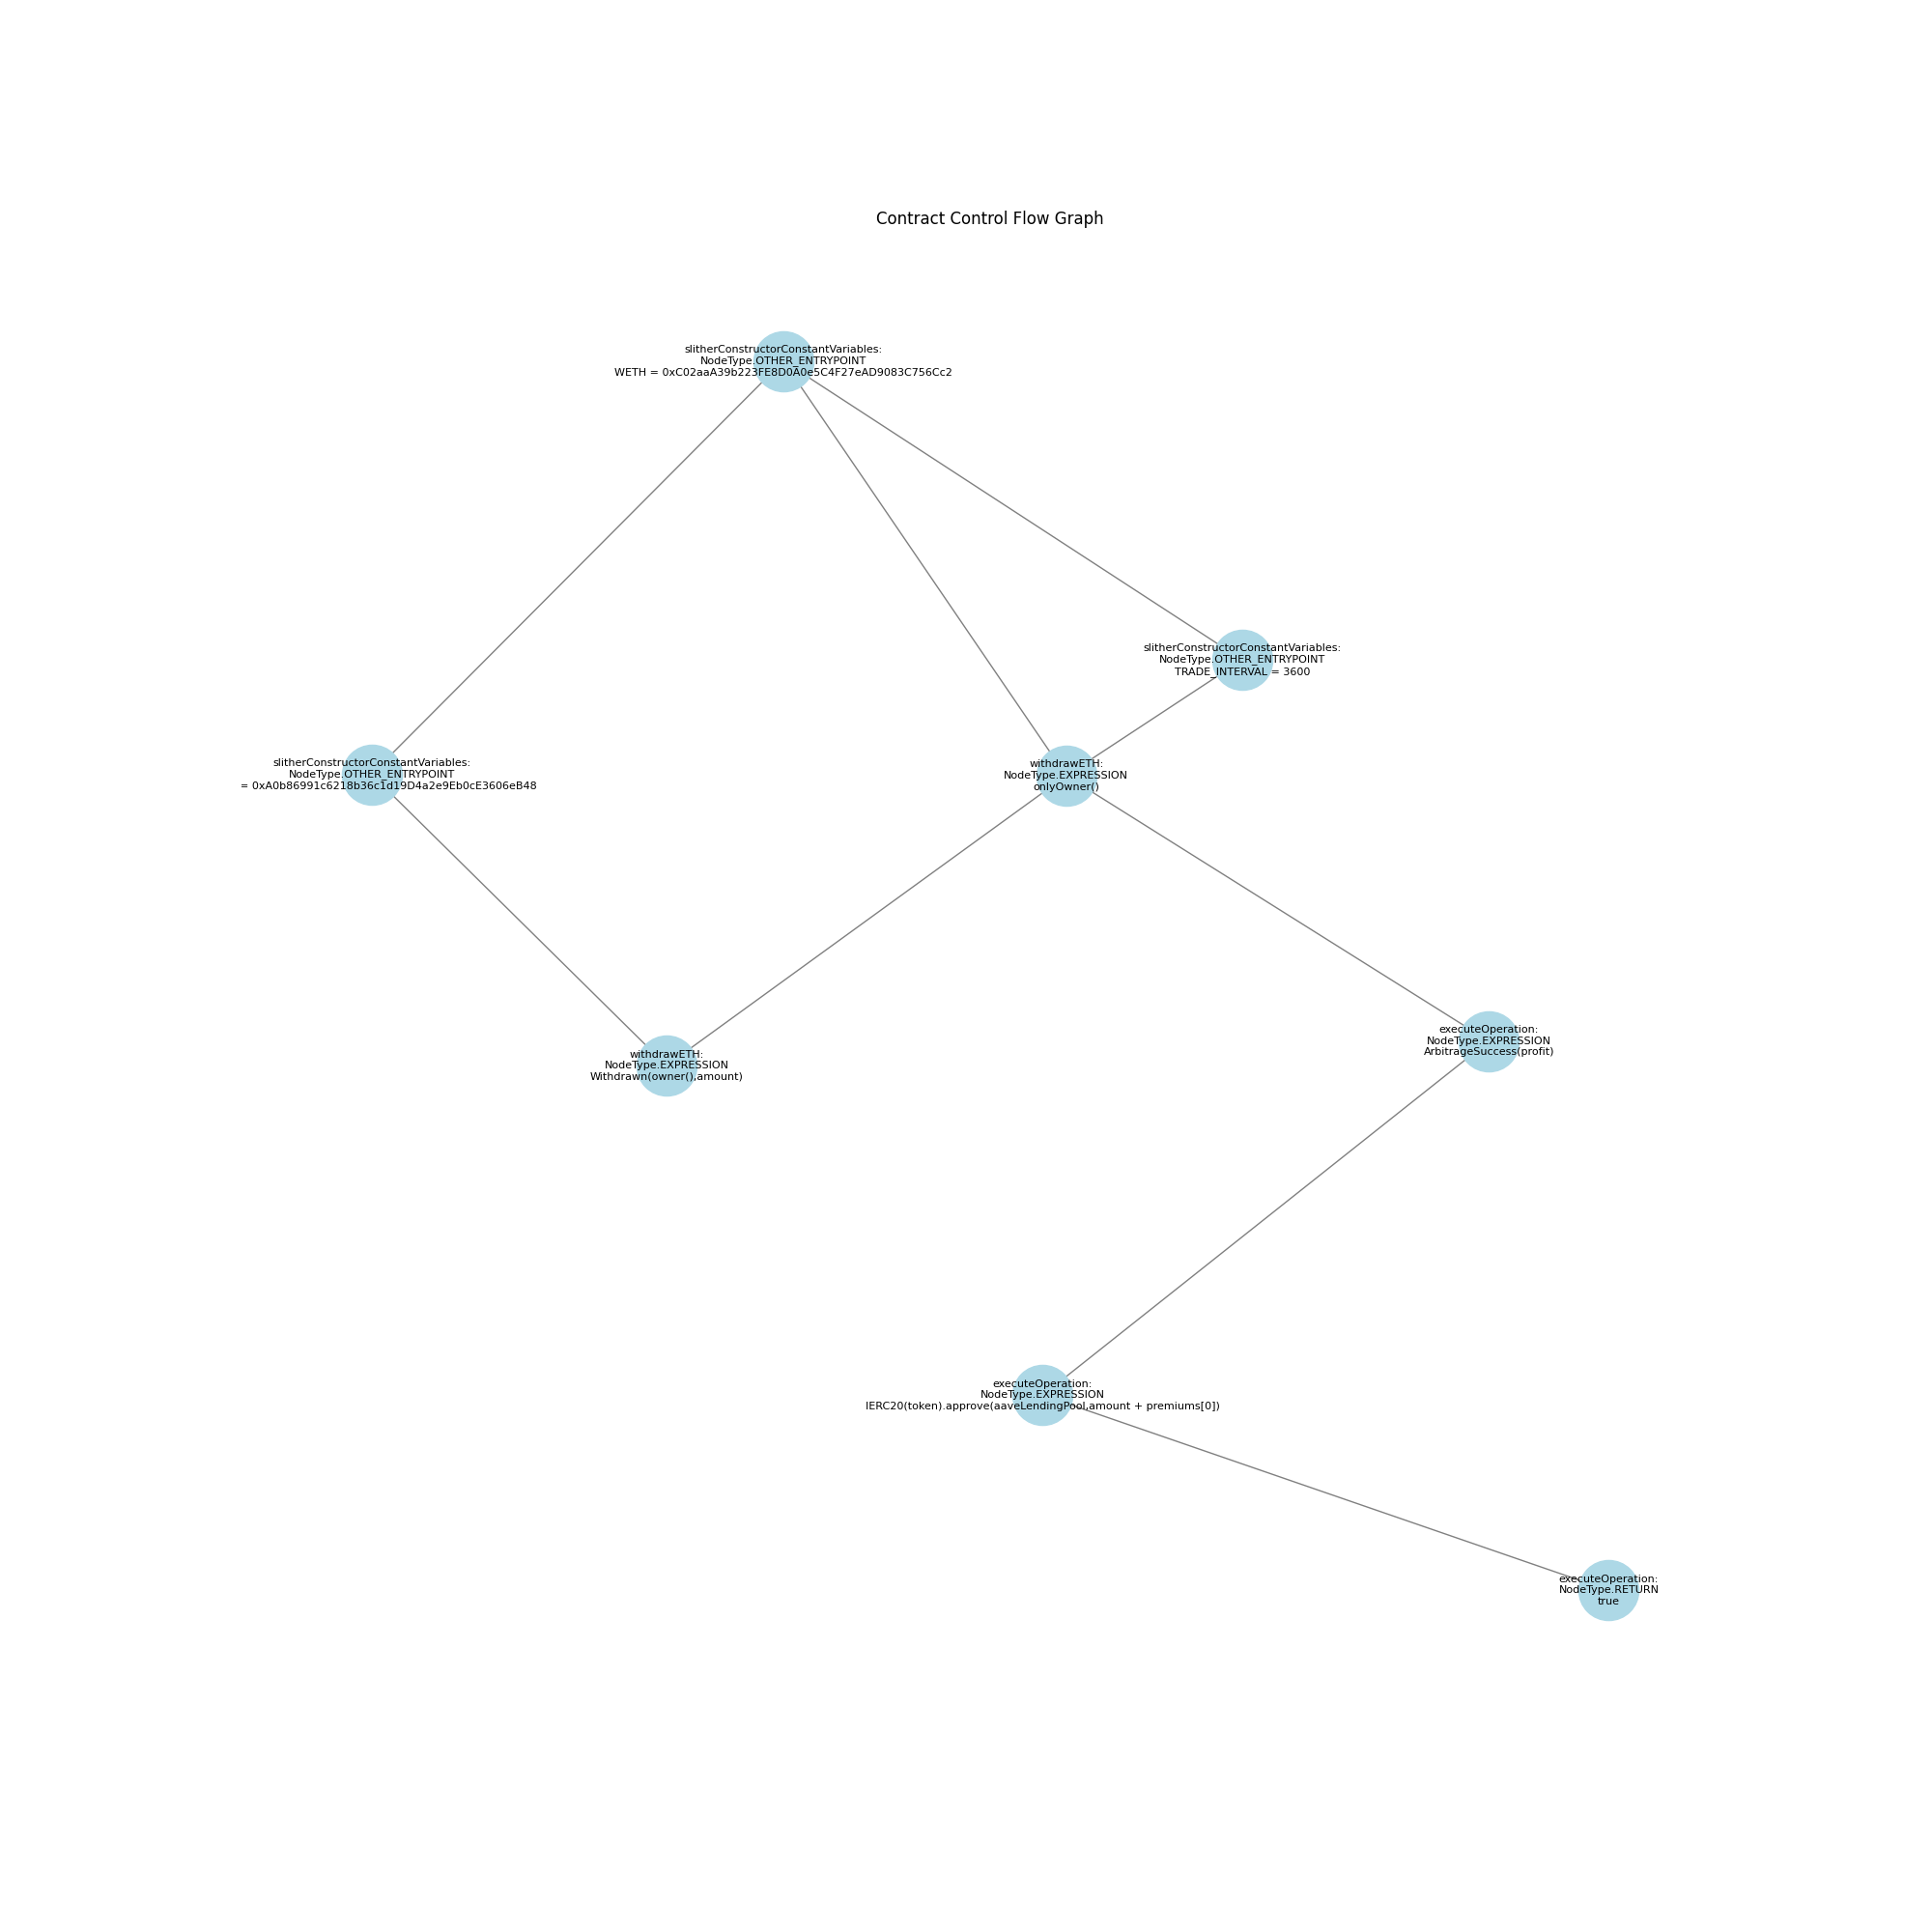 Contract Control Flow Graph
slitherConstructorConstantVariables:
NodeType.OTHER_ENTRYPOINT
WETH = 0xC02aaA39b223FE8D0A0e5C4F27eAD9083C756Cc2
slitherConstructorConstantVariables:
NodeType.OTHER_ENTRYPOINT
TRADE_INTERVAL = 3600
slitherConstructorConstantVariables:
NodeType.OTHER_ENTRYPOINT
= 0xA0b86991c6218b36c1d19D4a2e9Eb0cE3606eB48
withdrawETH:
NodeType.EXPRESSION
onlyOwner()
withdrawETH:
NodeType.EXPRESSION
Withdrawn(owner(),amount)
executeOperation:
NodeType.EXPRESSION
ArbitrageSuccess(profit)
executeOperation:
NodeType.EXPRESSION
IERC20(token).approve(aaveLendingPool,amount + premiums[0])
executeOperation:
NodeType.RETURN
true